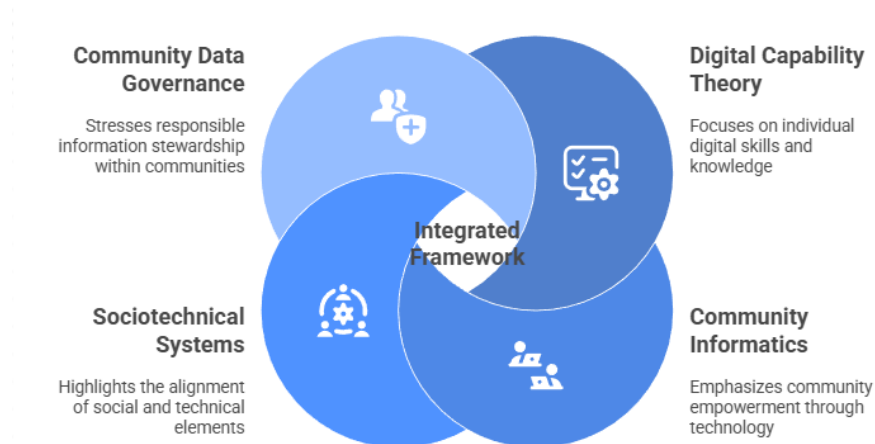 Community Data
Governance
Stresses responsible
information stewardship
within communities
Digital Capability
Theory
Focuses on individual
digital skills and
knowledge
Integrated
Framework
Sociotechnical
Systems
Highlights the alignment
of social and technical
elements
Community
Informatics
Emphasizes community
empowerment through
technology